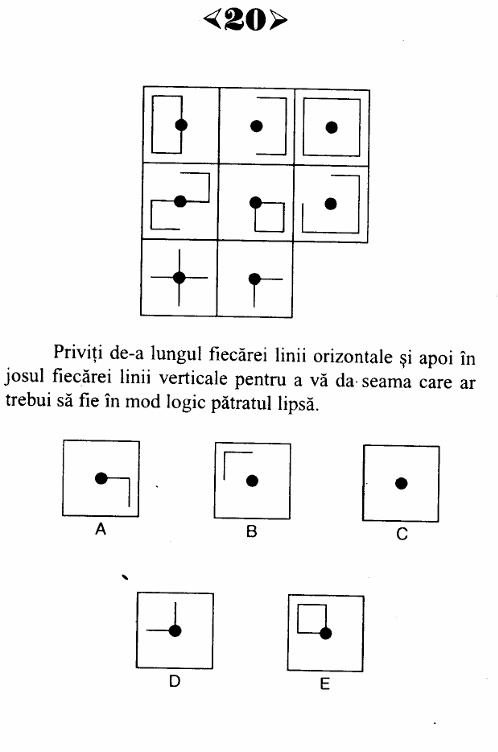 20
Priviți de-a lungul fiecărei linii orizontale și apoi în
josul fiecărei linii verticale pentru a vă da seama care ar
trebui să fie în mod logic pătratul lipsă.
A B C
D E